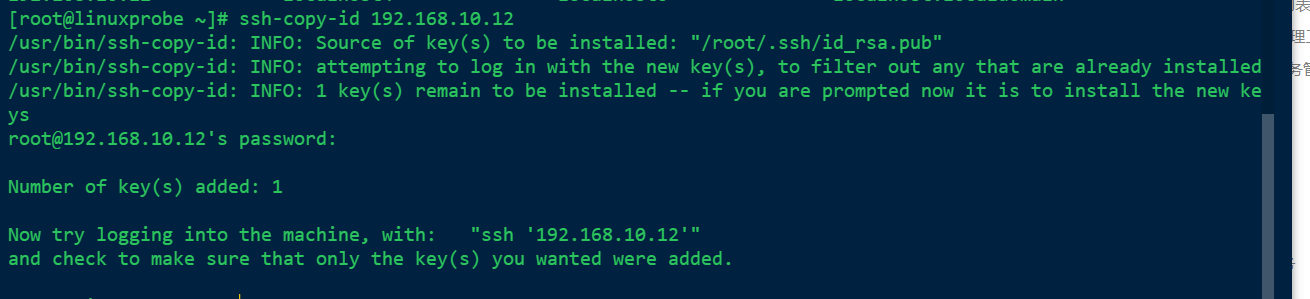 [root@linuxprobe ~]# ssh-copy-id 192.168.10.12
/usr/bin/ssh-copy-id: INFO: Source of key(s) to be installed: "/root/.ssh/id_rsa.pub"
/usr/bin/ssh-copy-id: INFO: attempting to log in with the new key(s), to filter out any that are already installed
/usr/bin/ssh-copy-id: INFO: 1 key(s) remain to be installed -- if you are prompted now it is to install the new ke
ys
root@192.168.10.12's password:
Number of key(s) added: 1
Now try logging into the machine, with:   "ssh '192.168.10.12'"
and check to make sure that only the key(s) you wanted were added.